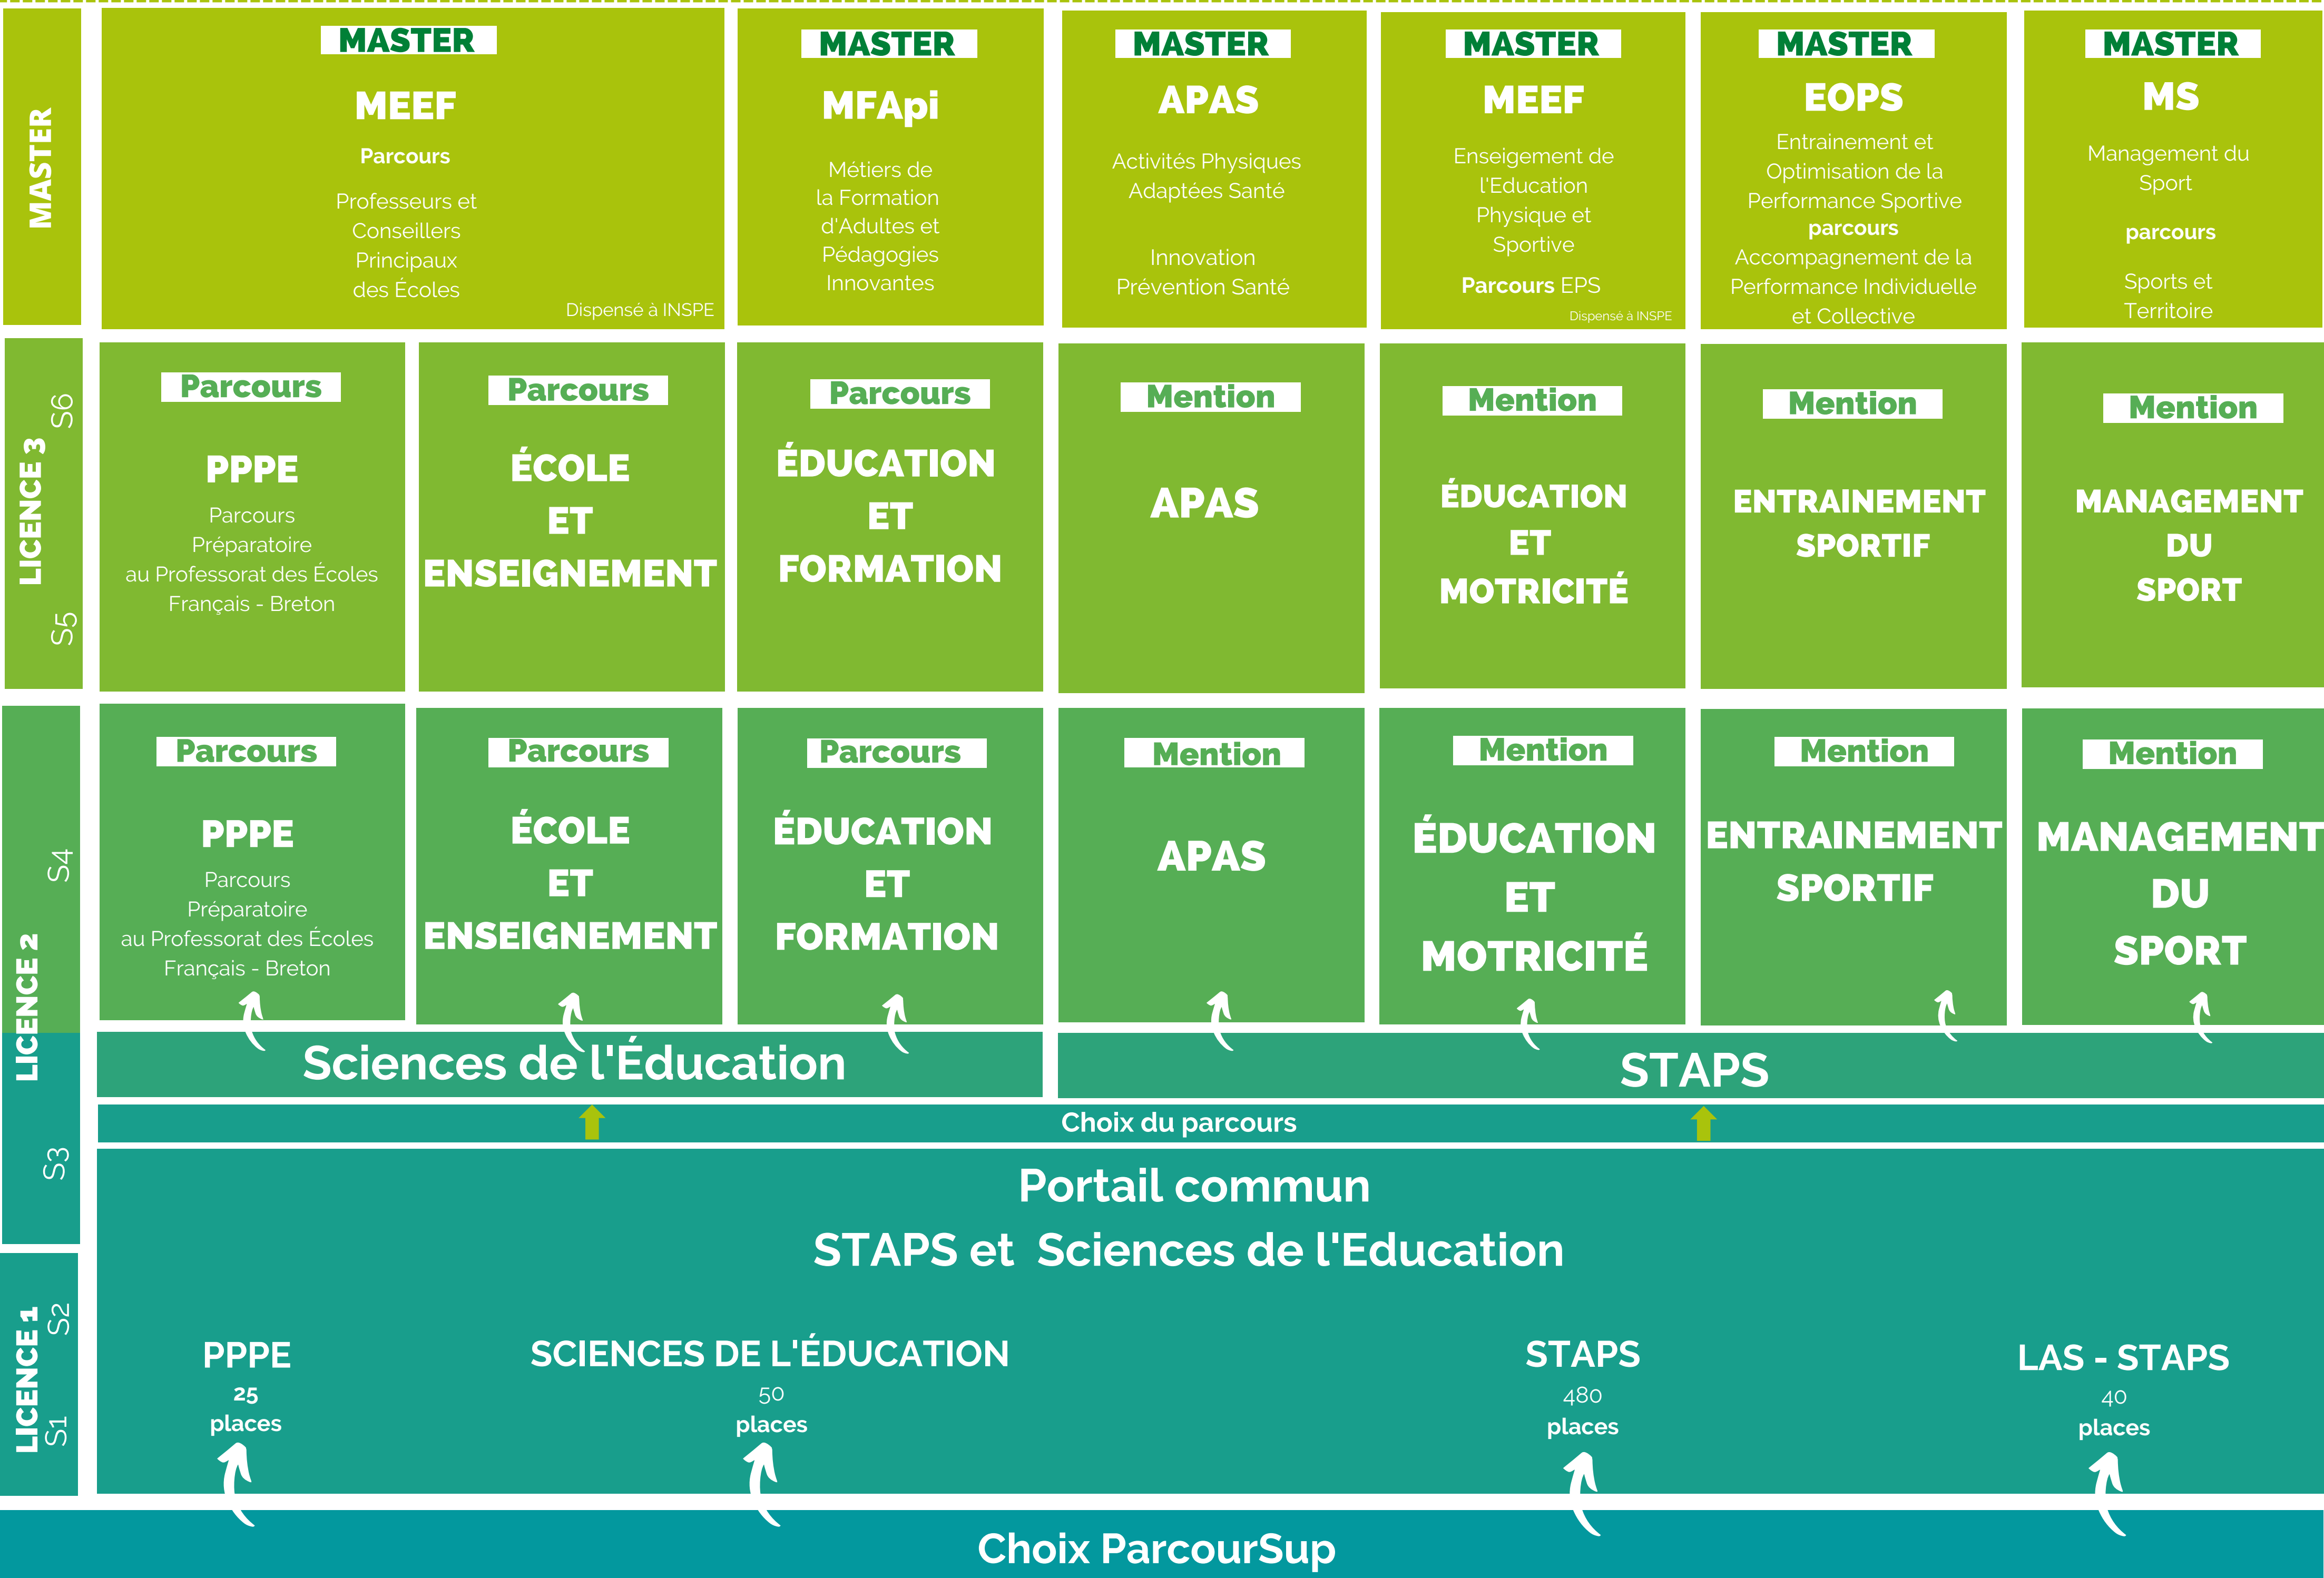 MASTER
MASTER
MEEF
Parcours
Professeurs et
Conseillers
Principaux
des Écoles
Dispensé à INSPE
MASTER
MFApi
Métiers de
la Formation
d'Adultes et
Pédagogies
Innovantes
MASTER
APAS
Activités Physiques
Adaptées Santé
Innovation
Prévention Santé
MASTER
MEEF
Enseigement de
l'Education
Physique et
Sportive
Parcours EPS
Dispensé à INSPE
MASTER
EOPS
Entrainement et
Optimisation de la
Performance Sportive
parcours
Accompagnement de la
Performance Individuelle
et Collective
MASTER
MS
Management du
Sport
parcours
Sports et
Territoire
LICENCE 3
S6
S5
Parcours
PPPE
Parcours
Préparatoire
au Professorat des Écoles
Français - Breton
Parcours
ÉCOLE
ET
ENSEIGNEMENT
Parcours
ÉDUCATION
ET
FORMATION
Mention
APAS
Mention
ÉDUCATION
ET
MOTRICITÉ
Mention
ENTRAINEMENT
SPORTIF
Mention
MANAGEMENT
DU
SPORT
LICENCE 2
S4
S3
Parcours
PPPE
Parcours
Préparatoire
au Professorat des Écoles
Français - Breton
Parcours
ÉCOLE
ET
ENSEIGNEMENT
Parcours
ÉDUCATION
ET
FORMATION
Mention
APAS
Mention
ÉDUCATION
ET
MOTRICITÉ
Mention
ENTRAINEMENT
SPORTIF
Mention
MANAGEMENT
DU
SPORT
Sciences de l'Éducation
STAPS
Choix du parcours
Portail commun
STAPS et Sciences de l'Education
LICENCE 1
S2
S1
PPPE
25
places
SCIENCES DE L'ÉDUCATION
50
places
STAPS
480
places
LAS - STAPS
40
places
Choix ParcourSup